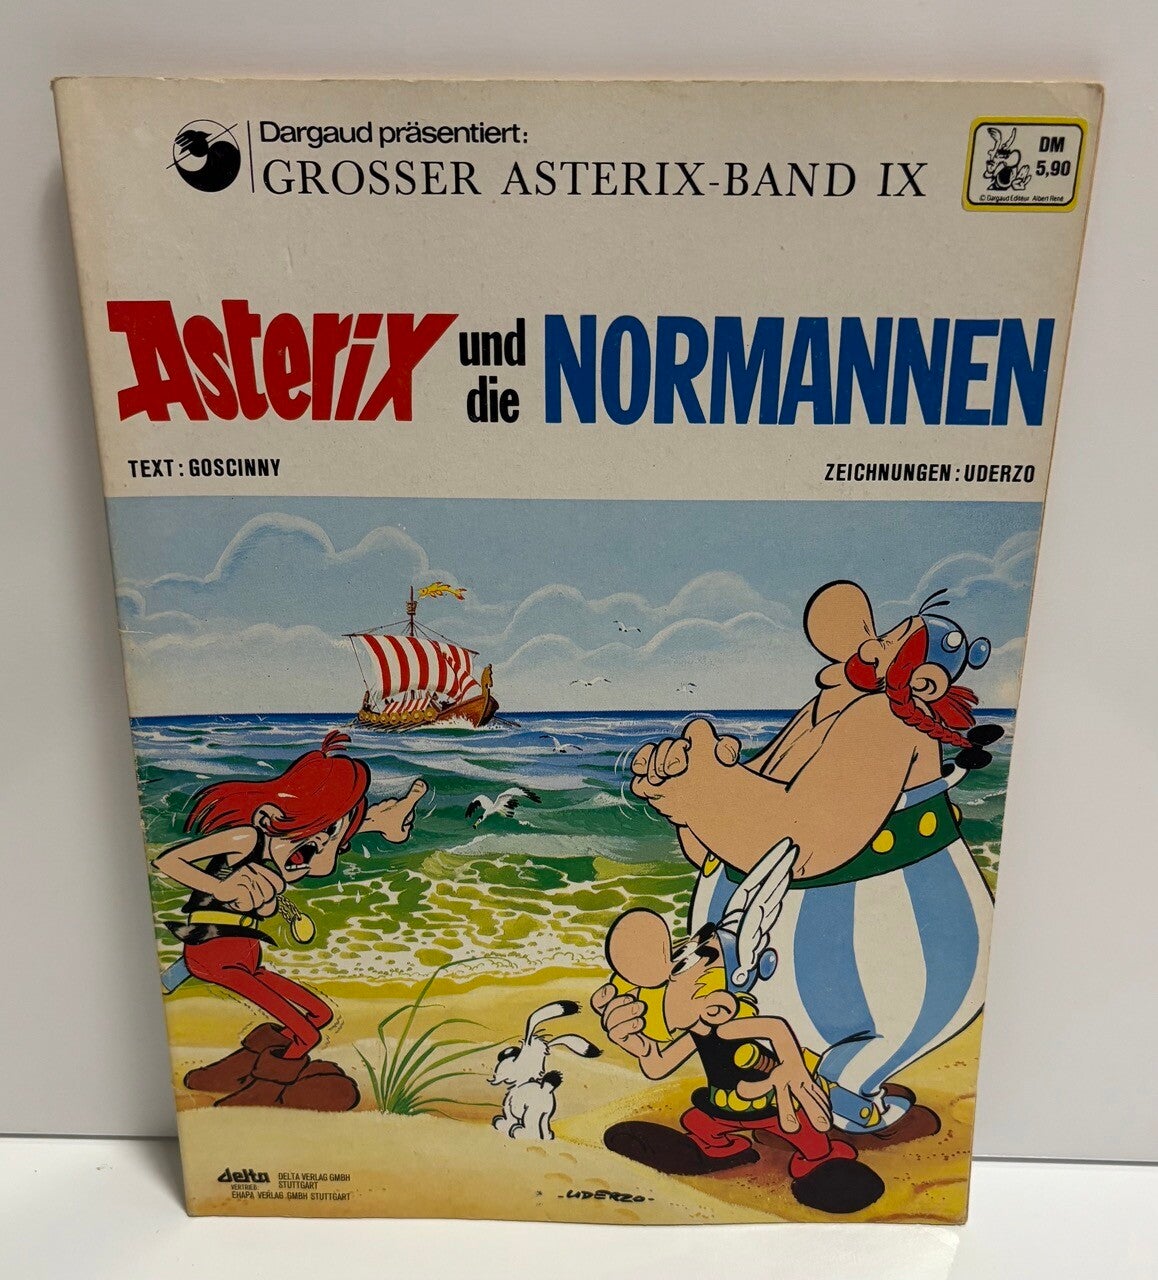 Dargaud präsentiert:
GROSSER ASTERIX-BAND IX
DM
5,90
© Dargaud Editeur Albert René
Asterix und die NORMANNEN
TEXT: GOSCINNY
ZEICHNUNGEN: UDERZO
delta DELTA VERLAG GMBH
STUTTGART
VERTRIEB:
EHAPA VERLAG GMBH STUTTGART
-UDERZO-